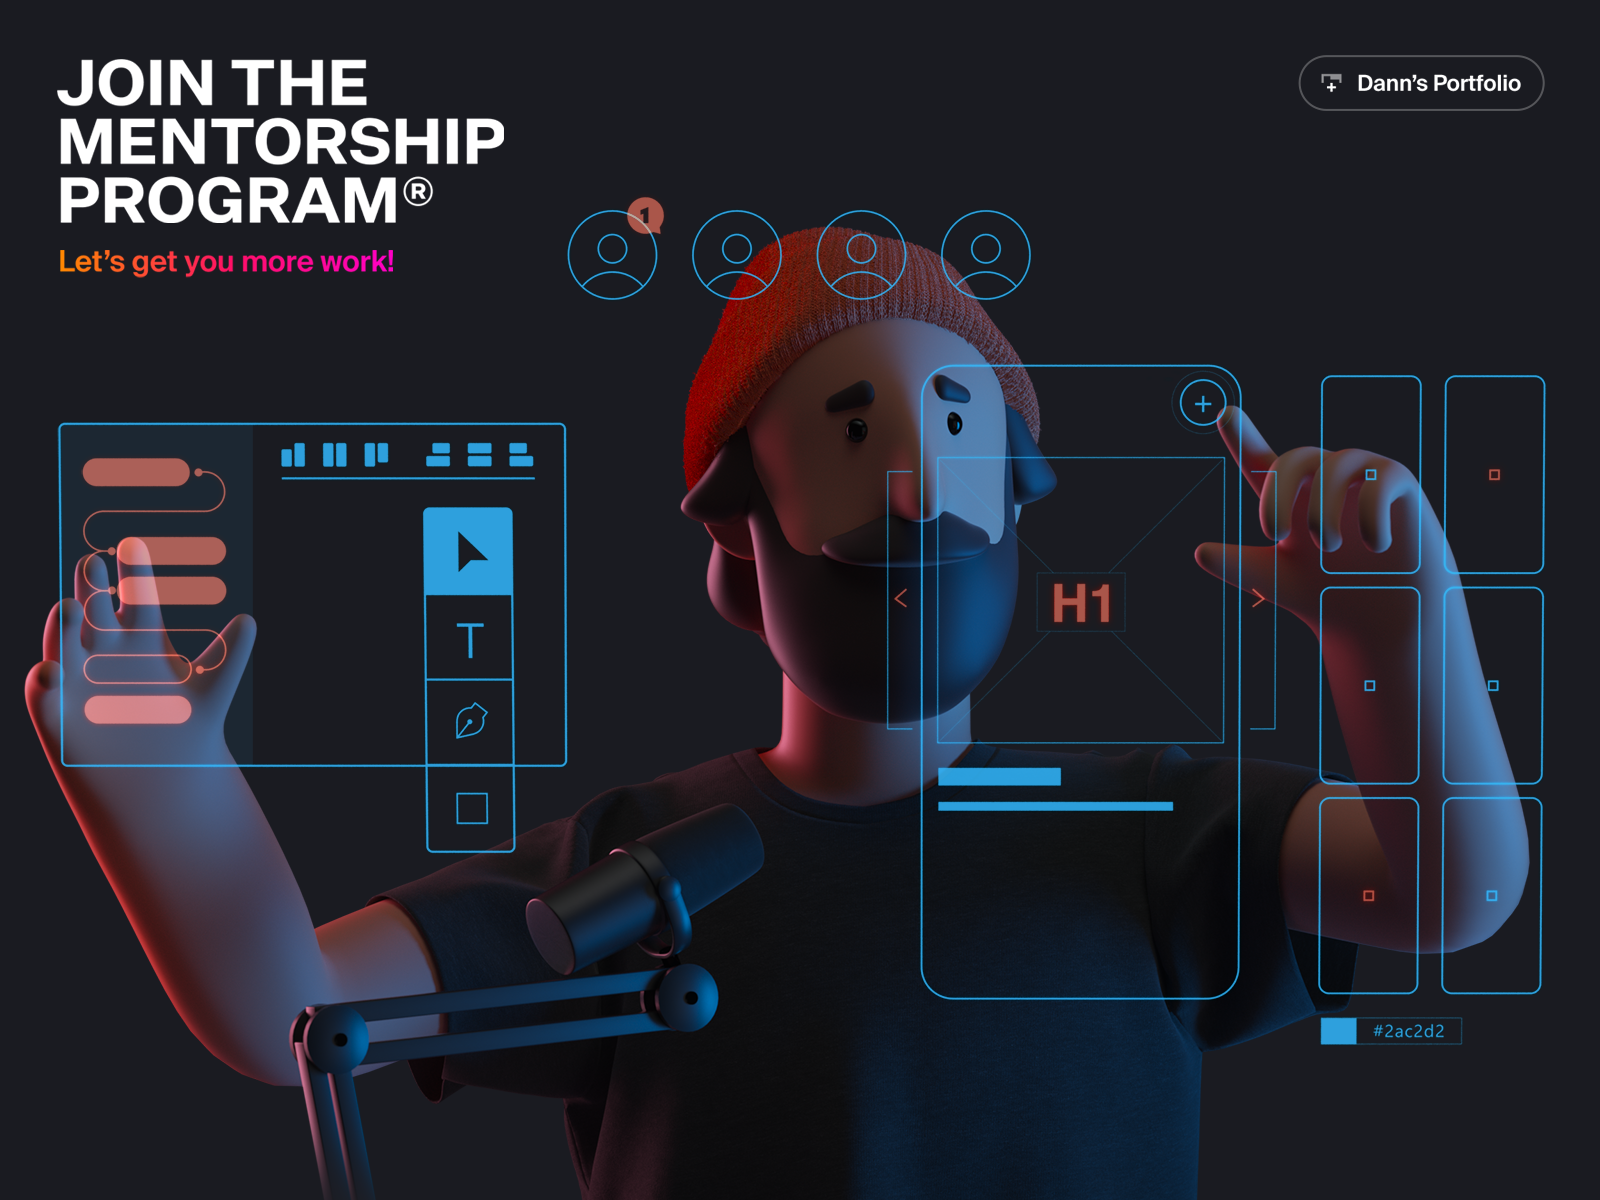 JOIN THE
MENTORSHIP
PROGRAM®
Let's get you more work!
Dann's Portfolio
1
T
H1
#2ac2d2